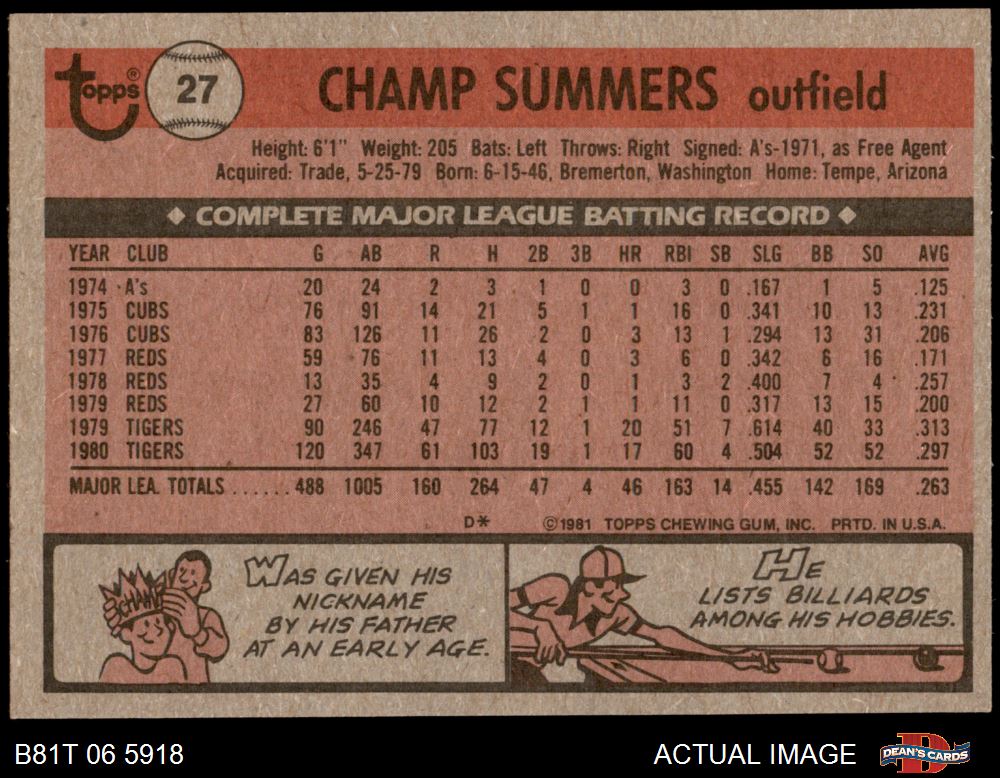 Topps® 27 CHAMP SUMMERS outfield
Height: 6'1" Weight: 205 Bats: Left Throws: Right Signed: A's-1971, as Free Agent
Acquired: Trade, 5-25-79 Born: 6-15-46, Bremerton, Washington Home: Tempe, Arizona
◆ COMPLETE MAJOR LEAGUE BATTING RECORD ◆
YEAR CLUB G AB R H 2B 3B HR RBI SB SLG BB SO AVG
1974 A's 20 24 2 3 1 0 0 3 0 .167 1 5 .125
1975 CUBS 76 91 14 21 5 1 1 16 0 .341 10 13 .231
1976 CUBS 83 126 11 26 2 0 3 13 1 .294 13 31 .206
1977 REDS 59 76 11 13 4 0 3 6 0 .342 6 16 .171
1978 REDS 13 35 4 9 2 0 1 3 2 .400 7 4 .257
1979 REDS 27 60 10 12 2 1 1 11 0 .317 13 15 .200
1979 TIGERS 90 246 47 77 12 1 20 51 7 .614 40 33 .313
1980 TIGERS 120 347 61 103 19 1 17 60 4 .504 52 52 .297
MAJOR LEA. TOTALS ...... 488 1005 160 264 47 4 46 163 14 .455 142 169 .263
D* ©1981 TOPPS CHEWING GUM, INC. PRTD. IN U.S.A.
CHAMP
WAS GIVEN HIS
NICKNAME
BY HIS FATHER
AT AN EARLY AGE.
HE
LISTS BILLIARDS
AMONG HIS HOBBIES.
B81T 06 5918 ACTUAL IMAGE DEAN'S CARDS